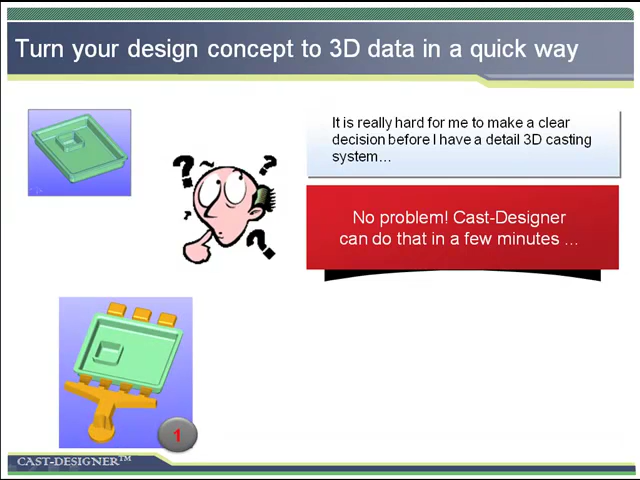 Turn your design concept to 3D data in a quick way
It is really hard for me to make a clear
decision before I have a detail 3D casting
system…
No problem! Cast-Designer
can do that in a few minutes ...
? ~ ?
?
?
1
CAST-DESIGNER™